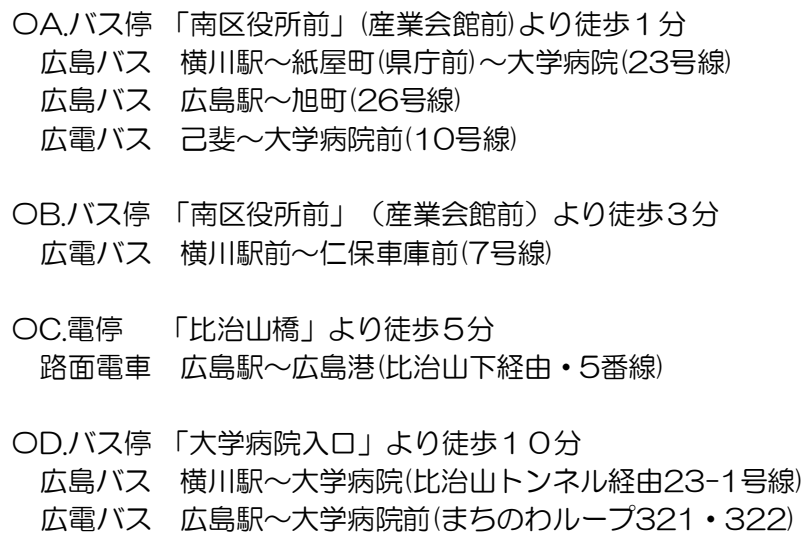 〇A.バス停 「南区役所前」(産業会館前)より徒歩１分
広島バス 横川駅～紙屋町(県庁前)～大学病院(23号線)
広島バス 広島駅～旭町(26号線)
広電バス 己斐～大学病院前(10号線)
〇B.バス停 「南区役所前」（産業会館前）より徒歩３分
広電バス 横川駅前～仁保車庫前(7号線)
〇C.電停 「比治山橋」より徒歩５分
路面電車 広島駅～広島港(比治山下経由・5番線)
〇D.バス停 「大学病院入口」より徒歩１０分
広島バス 横川駅～大学病院(比治山トンネル経由23-1号線)
広電バス 広島駅～大学病院前(まちのわループ321・322)